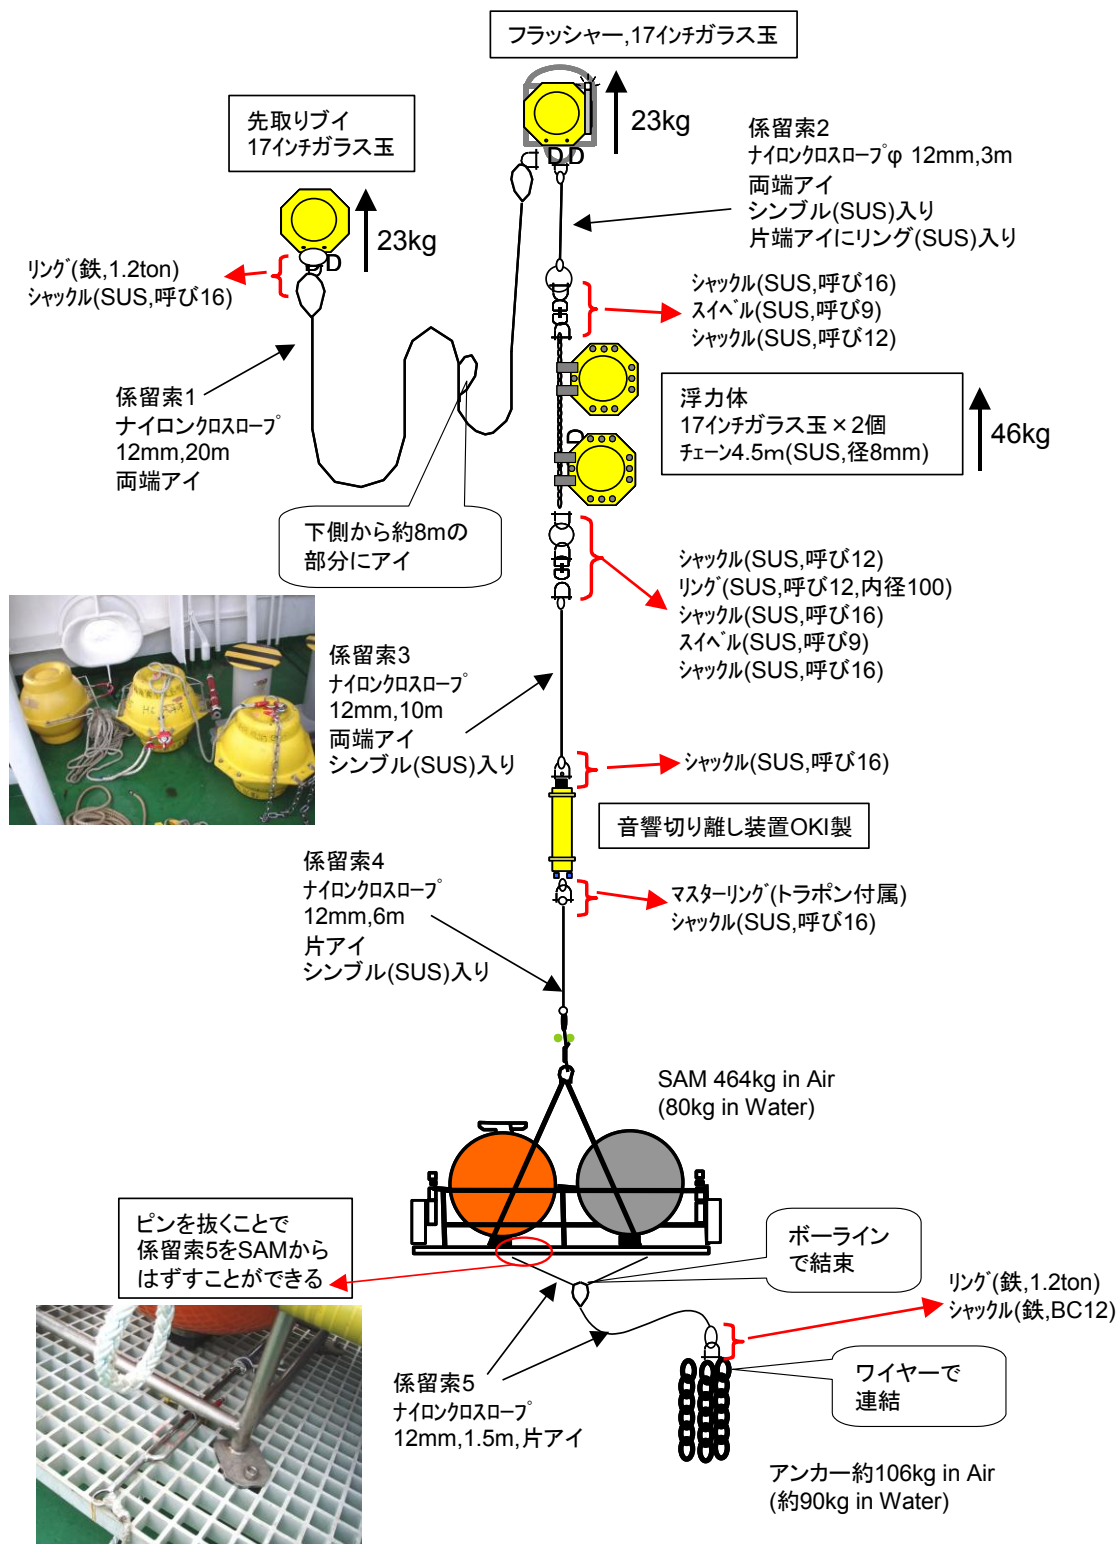 フラッシャー,17インチガラス玉
23kg
先取りブイ
17インチガラス玉
23kg
係留索2
ナイロンクロスロープφ 12mm,3m
両端アイ
シンブル(SUS)入り
片端アイにリング(SUS)入り
リング(鉄,1.2ton)
シャックル(SUS,呼び16)
シャックル(SUS,呼び16)
スイベル(SUS,呼び9)
シャックル(SUS,呼び12)
係留索1
ナイロンクロスロープ
12mm,20m
両端アイ
浮力体
17インチガラス玉×2個
チェーン4.5m(SUS,径8mm)
46kg
下側から約8mの
部分にアイ
シャックル(SUS,呼び12)
リング(SUS,呼び12,内径100)
シャックル(SUS,呼び16)
スイベル(SUS,呼び9)
シャックル(SUS,呼び16)
係留索3
ナイロンクロスロープ
12mm,10m
両端アイ
シンブル(SUS)入り
シャックル(SUS,呼び16)
音響切り離し装置OKI製
係留索4
ナイロンクロスロープ
12mm,6m
片アイ
シンブル(SUS)入り
マスターリング(トラポン付属)
シャックル(SUS,呼び16)
SAM 464kg in Air
(80kg in Water)
ピンを抜くことで
係留索5をSAMから
はずすことができる
ボーライン
で結束
リング(鉄,1.2ton)
シャックル(鉄,BC12)
係留索5
ナイロンクロスロープ
12mm,1.5m,片アイ
ワイヤーで
連結
アンカー約106kg in Air
(約90kg in Water)